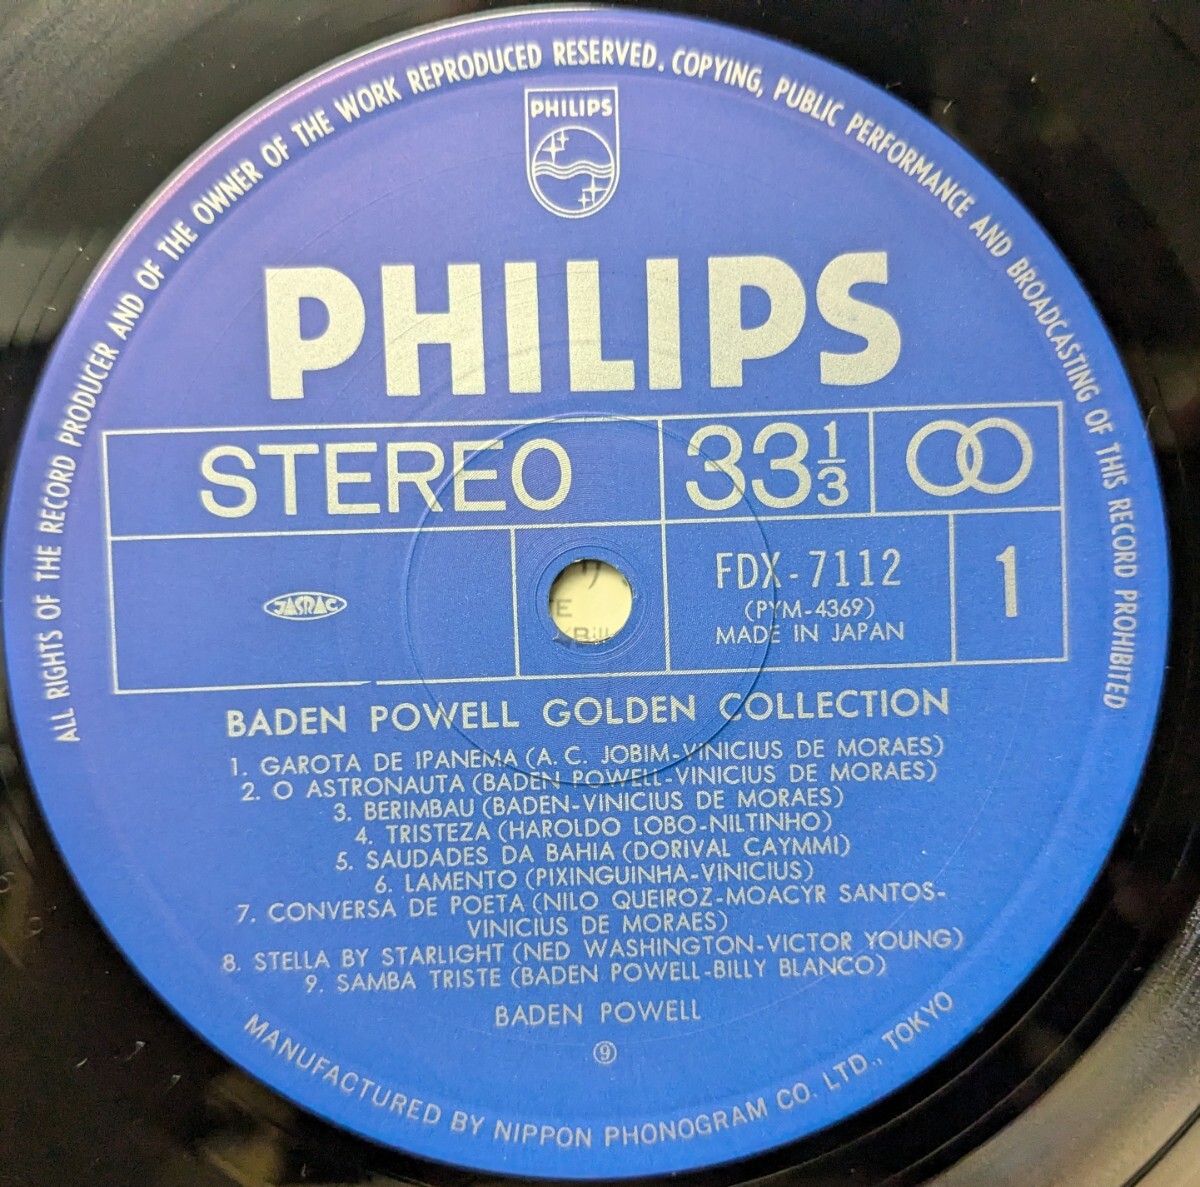 ALL RIGHTS OF THE RECORD PRODUCER AND OF THE OWNER OF THE WORK REPRODUCED RESERVED. COPYING, PUBLIC PERFORMANCE AND BROADCASTING OF THIS RECORD PROHIBITED
PHILIPS
PHILIPS
STEREO
33 1/3
JASRAC
FDX-7112
(PYM-4369)
MADE IN JAPAN
1
BADEN POWELL GOLDEN COLLECTION
1. GAROTA DE IPANEMA (A. C. JOBIM-VINICIUS DE MORAES)
2. O ASTRONAUTA (BADEN POWELL-VINICIUS DE MORAES)
3. BERIMBAU (BADEN-VINICIUS DE MORAES)
4. TRISTEZA (HAROLDO LOBO-NILTINHO)
5. SAUDADES DA BAHIA (DORIVAL CAYMMI)
6. LAMENTO (PIXINGUINHA-VINICIUS)
7. CONVERSA DE POETA (NILO QUEIROZ-MOACYR SANTOS-
VINICIUS DE MORAES)
8. STELLA BY STARLIGHT (NED WASHINGTON-VICTOR YOUNG)
9. SAMBA TRISTE (BADEN POWELL-BILLY BLANCO)
BADEN POWELL
⑨
MANUFACTURED BY NIPPON PHONOGRAM CO. LTD., TOKYO